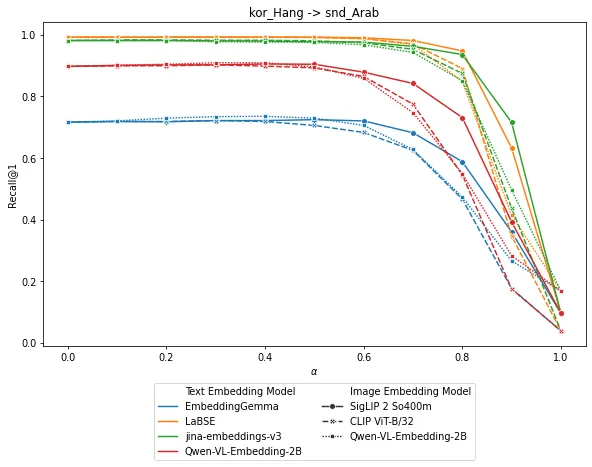 kor_Hang -> snd_Arab
Recall@1
1.0
0.8
0.6
0.4
0.2
0.0
0.0 0.2 0.4 0.6 0.8 1.0
α
Text Embedding Model
EmbeddingGemma
LaBSE
jina-embeddings-v3
Qwen-VL-Embedding-2B
Image Embedding Model
SigLIP 2 So400m
CLIP ViT-B/32
Qwen-VL-Embedding-2B